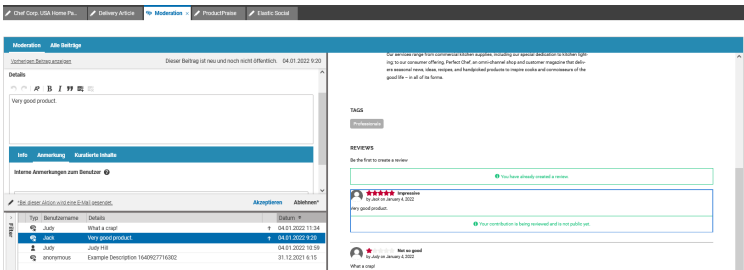 Chef Corp. USA Home Pa...
Delivery Article
Moderation
ProductPraise
Elastic Social
Moderation
Alle Beiträge
Vorherigen Beitrag anzeigen
Dieser Beitrag ist neu und noch nicht öffentlich. 04.01.2022 9:20
Details
Very good product.
Info
Anmerkung
Kuratierte Inhalte
Interne Anmerkungen zum Benutzer
*Bei dieser Aktion wird eine E-Mail gesendet.
Akzeptieren
Ablehnen*
Filter
Typ Benutzername Details Datum
Judy What a crap! 04.01.2022 11:34
Jack Very good product. 04.01.2022 9:20
Judy Judy Hill 04.01.2022 10:59
anonymous Example Description 1640927716302 31.12.2021 6:15
Our services range from commercial kitchen supplies, including our special dedication to kitchen light-
ing to our consumer offering, Perfect Chef, an omni-channel shop and customer magazine that deliv-
ers seasonal news, ideas, recipes, and handpicked products to inspire cooks and connoisseurs of the
good life – in all of its forms.
TAGS
Professionals
REVIEWS
Be the first to create a review
You have already created a review.
Impressive
by Jack on January 4, 2022
Very good product.
Your contribution is being reviewed and is not public yet.
Not so good
by Judy on January 4, 2022
What a crap!